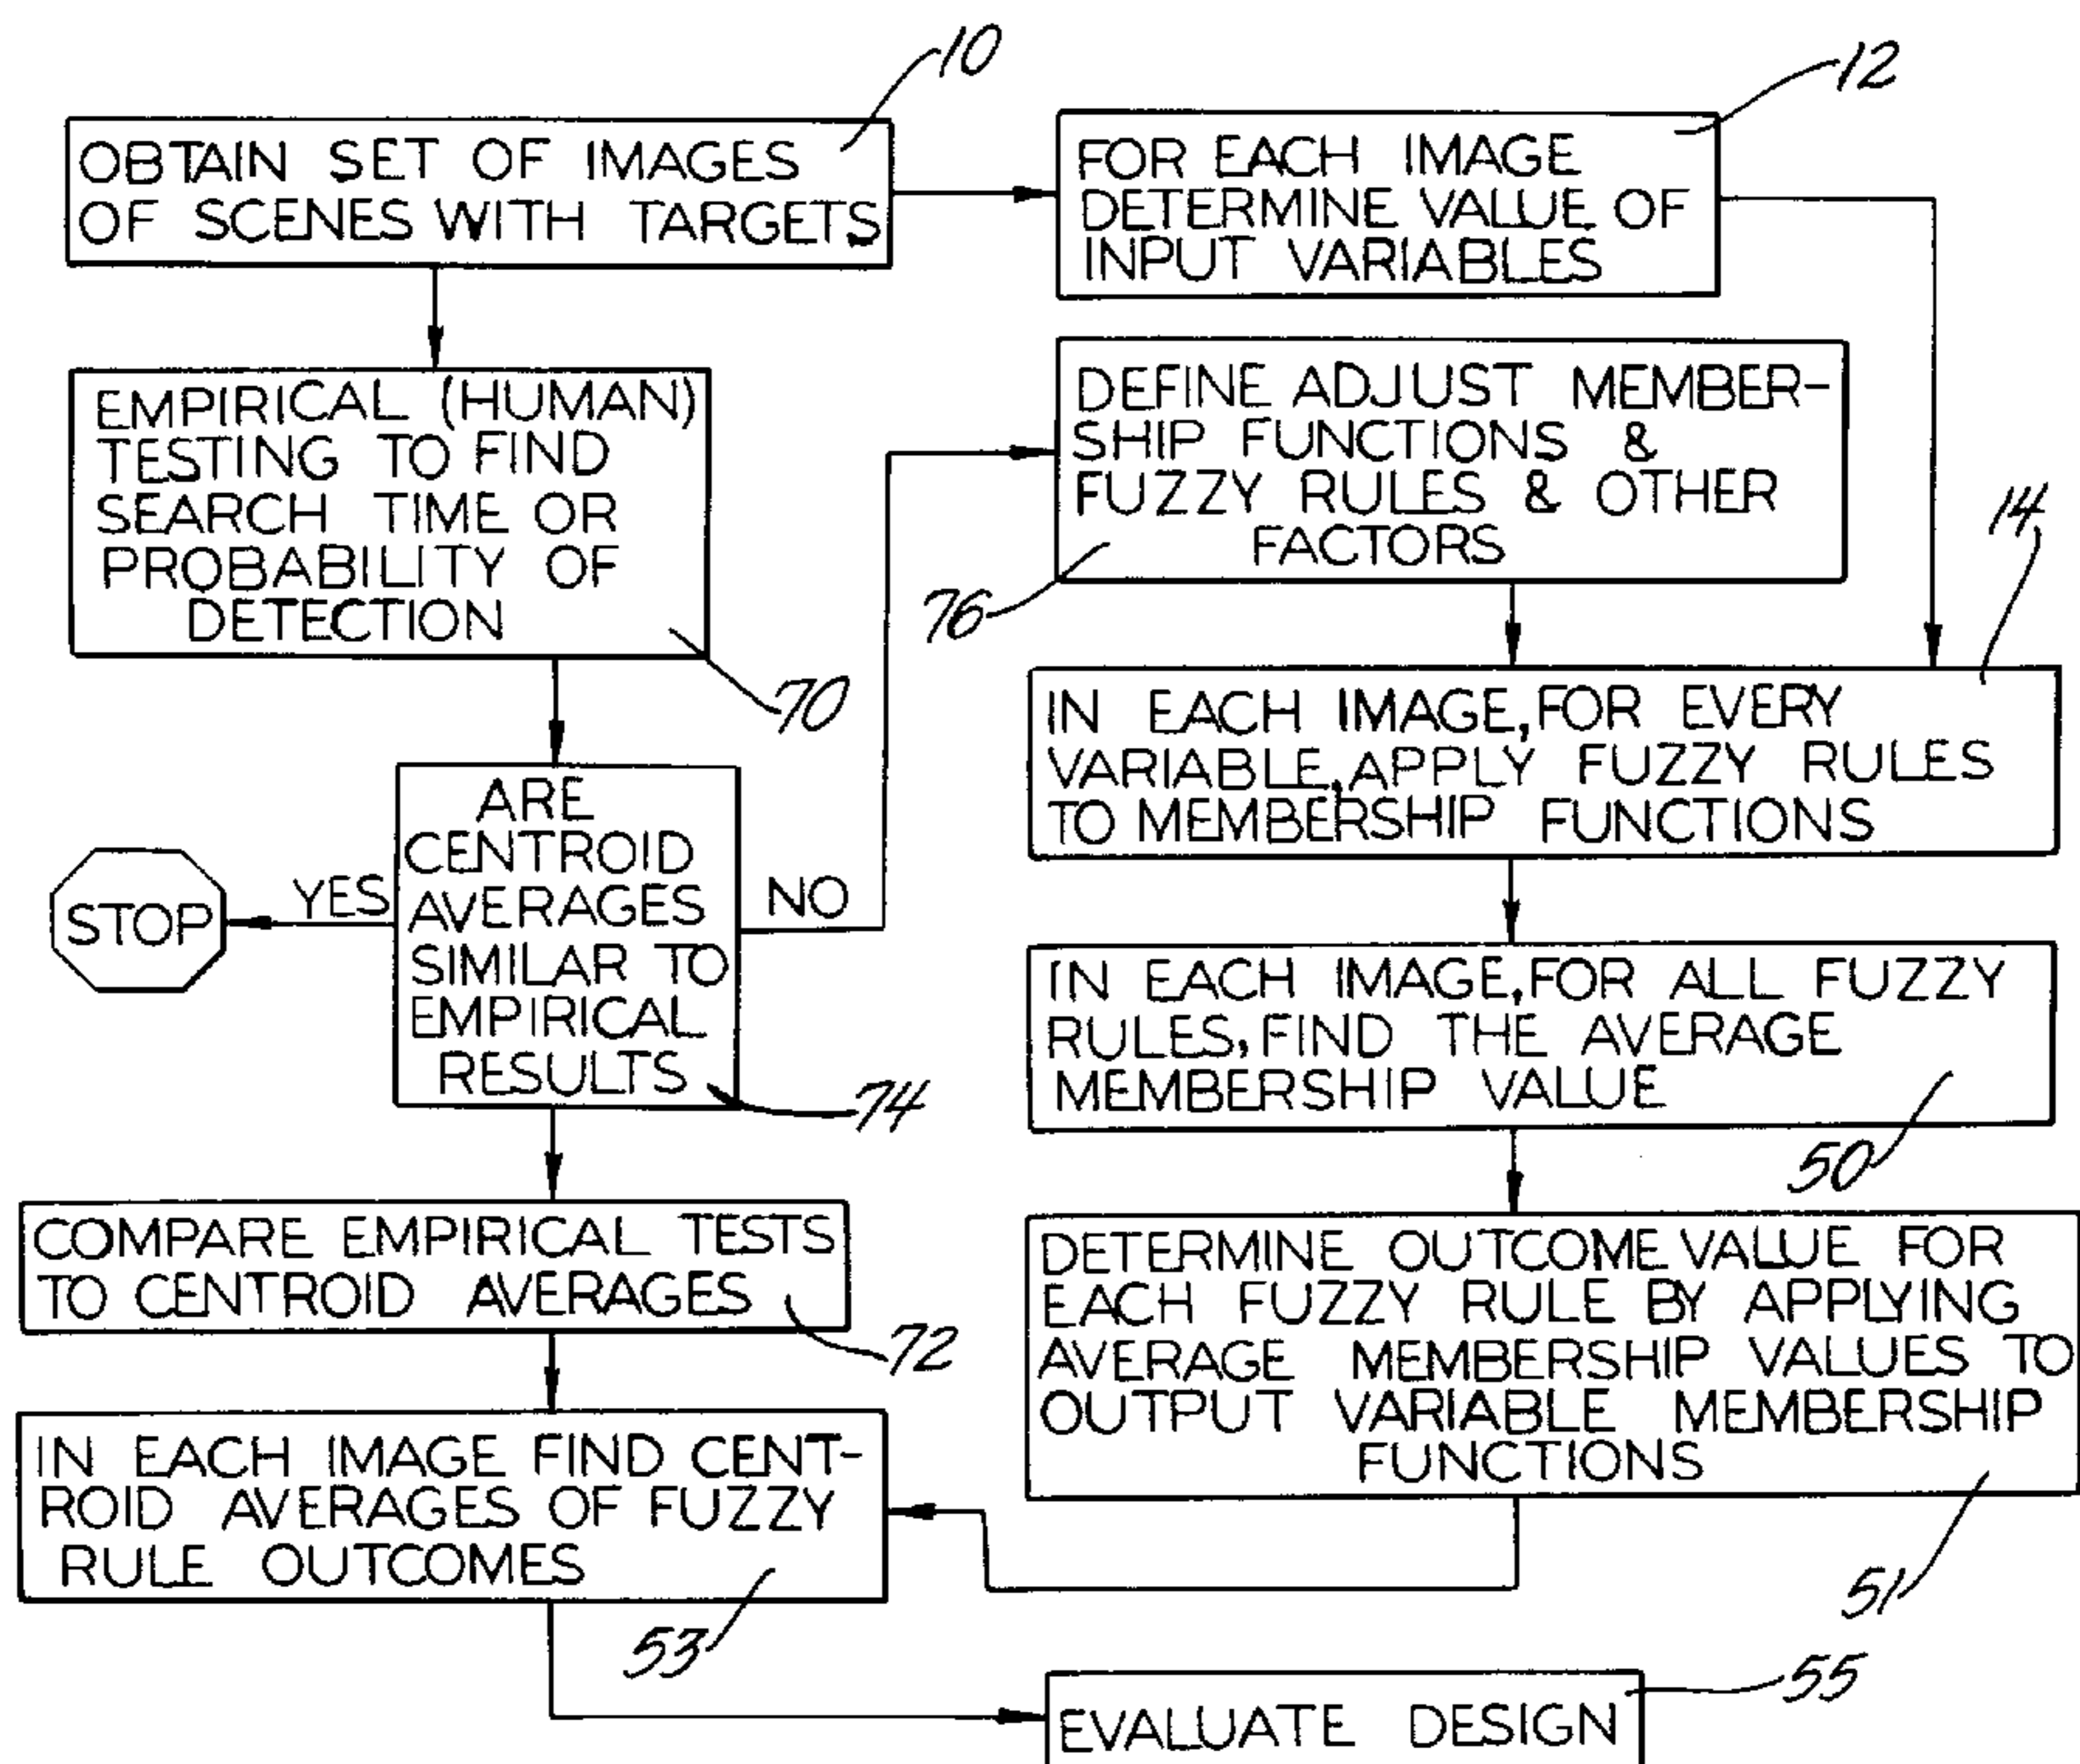 10
12
OBTAIN SET OF IMAGES
OF SCENES WITH TARGETS
FOR EACH IMAGE
DETERMINE VALUE OF
INPUT VARIABLES
EMPIRICAL (HUMAN)
TESTING TO FIND
SEARCH TIME OR
PROBABILITY OF
DETECTION
70
DEFINE ADJUST MEMBER-
SHIP FUNCTIONS &
FUZZY RULES & OTHER
FACTORS
76
14
IN EACH IMAGE, FOR EVERY
VARIABLE, APPLY FUZZY RULES
TO MEMBERSHIP FUNCTIONS
ARE
CENTROID
AVERAGES
SIMILAR TO
EMPIRICAL
RESULTS
74
STOP
YES
NO
IN EACH IMAGE, FOR ALL FUZZY
RULES, FIND THE AVERAGE
MEMBERSHIP VALUE
50
COMPARE EMPIRICAL TESTS
TO CENTROID AVERAGES
72
DETERMINE OUTCOME VALUE FOR
EACH FUZZY RULE BY APPLYING
AVERAGE MEMBERSHIP VALUES TO
OUTPUT VARIABLE MEMBERSHIP
FUNCTIONS
51
IN EACH IMAGE FIND CENT-
ROID AVERAGES OF FUZZY
RULE OUTCOMES
53
55
EVALUATE DESIGN